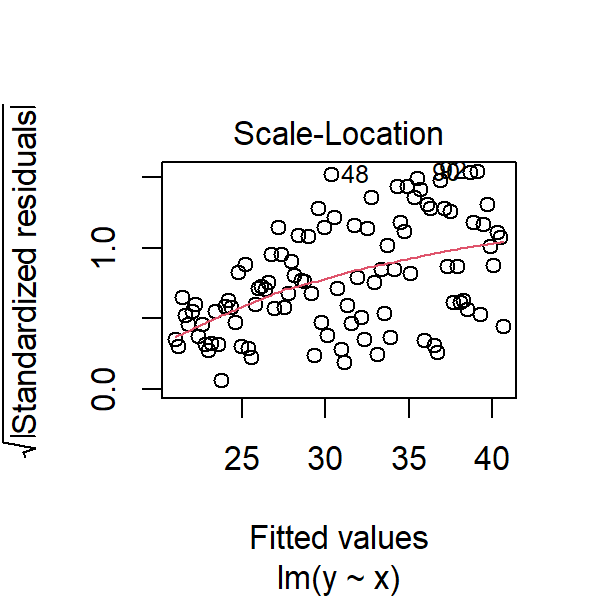 Scale-Location
√|Standardized residuals|
0.0 1.0
48
25 30 35 40
Fitted values
lm(y ~ x)